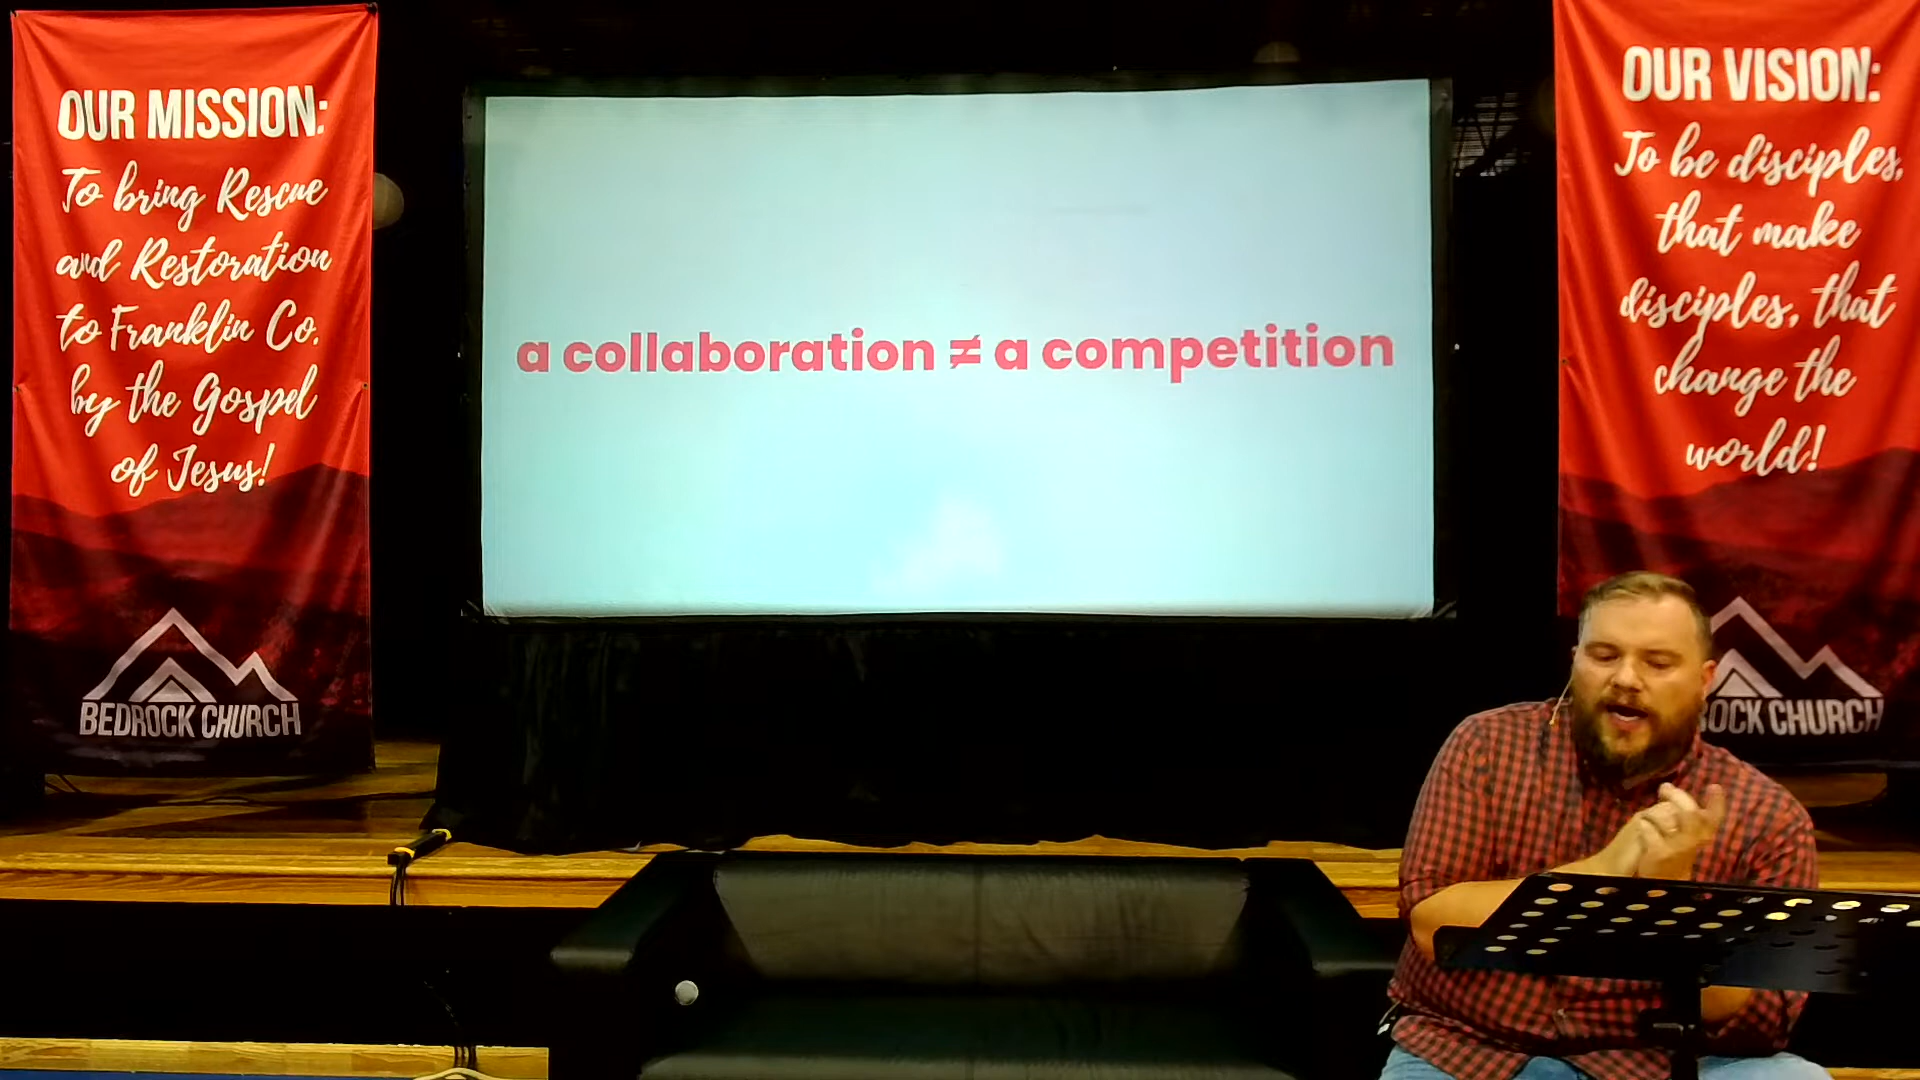 OUR MISSION:
To bring Rescue
and Restoration
to Franklin Co.
by the Gospel
of Jesus!
BEDROCK CHURCH
a collaboration ≠ a competition
OUR VISION:
To be disciples,
that make
disciples, that
change the
world!
ROCK CHURCH